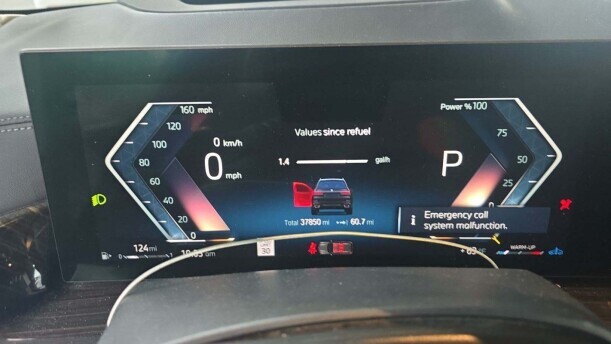 160 mph
120
100
80
60
40
20
0
0 km/h
0 mph
Values since refuel
1.4 gal/h
Total 37850 mi 60.7 mi
Power % 100
75
50
25
0
P
Emergency call
system malfunction.
124 mi
30
WARM-UP